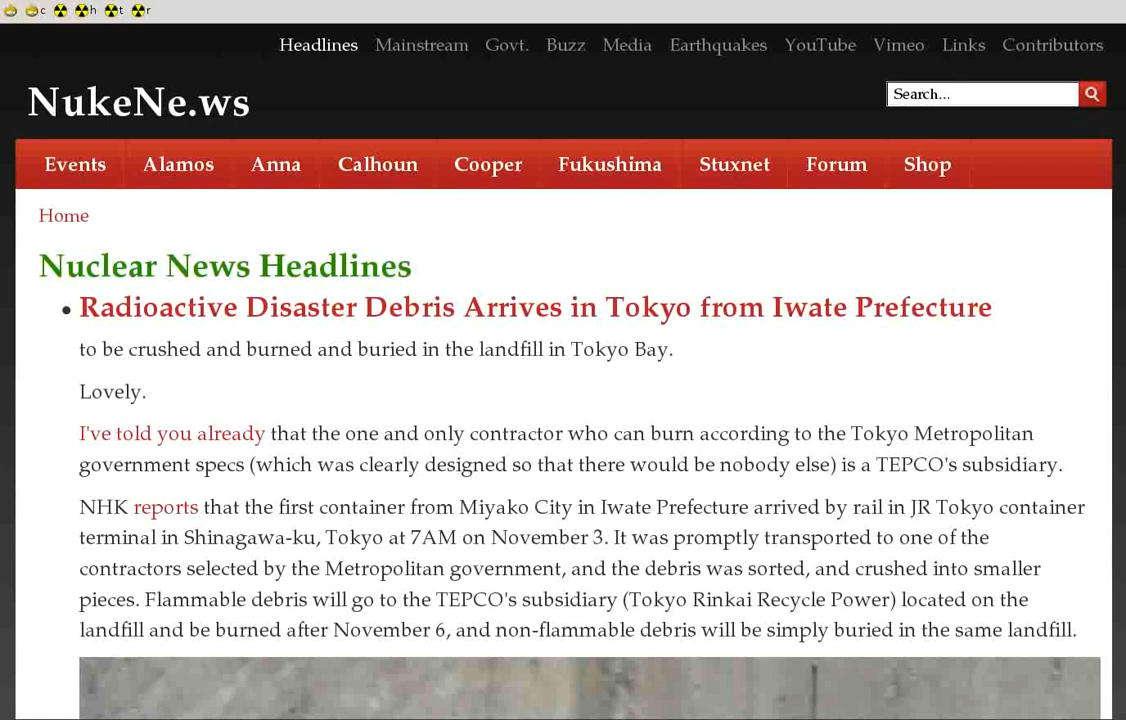 c h t r
Headlines Mainstream Govt. Buzz Media Earthquakes YouTube Vimeo Links Contributors
NukeNe.ws
Search...
Events Alamos Anna Calhoun Cooper Fukushima Stuxnet Forum Shop
Home
Nuclear News Headlines
• Radioactive Disaster Debris Arrives in Tokyo from Iwate Prefecture
to be crushed and burned and buried in the landfill in Tokyo Bay.
Lovely.
I've told you already that the one and only contractor who can burn according to the Tokyo Metropolitan
government specs (which was clearly designed so that there would be nobody else) is a TEPCO's subsidiary.
NHK reports that the first container from Miyako City in Iwate Prefecture arrived by rail in JR Tokyo container
terminal in Shinagawa-ku, Tokyo at 7AM on November 3. It was promptly transported to one of the
contractors selected by the Metropolitan government, and the debris was sorted, and crushed into smaller
pieces. Flammable debris will go to the TEPCO's subsidiary (Tokyo Rinkai Recycle Power) located on the
landfill and be burned after November 6, and non-flammable debris will be simply buried in the same landfill.